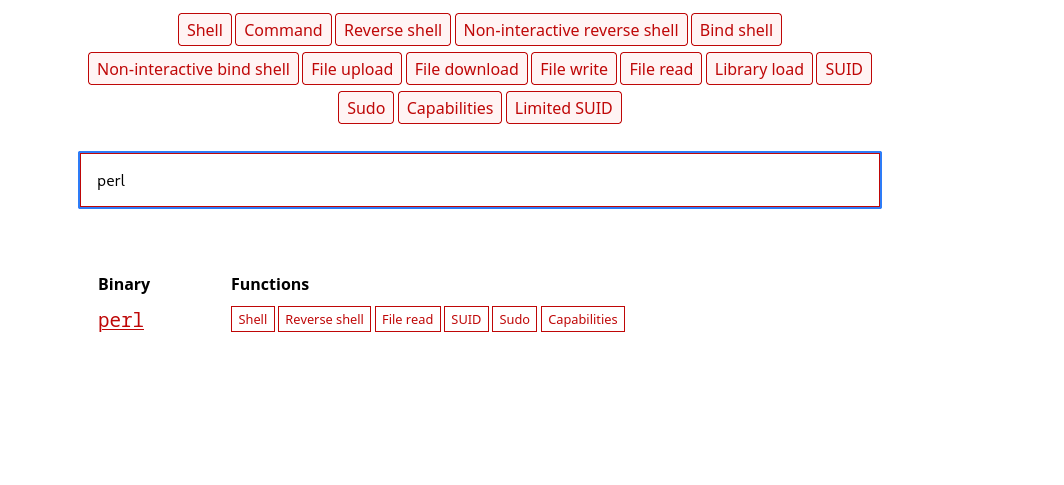 Shell Command Reverse shell Non-interactive reverse shell Bind shell
Non-interactive bind shell File upload File download File write File read Library load SUID
Sudo Capabilities Limited SUID
perl
Binary Functions
perl Shell Reverse shell File read SUID Sudo Capabilities